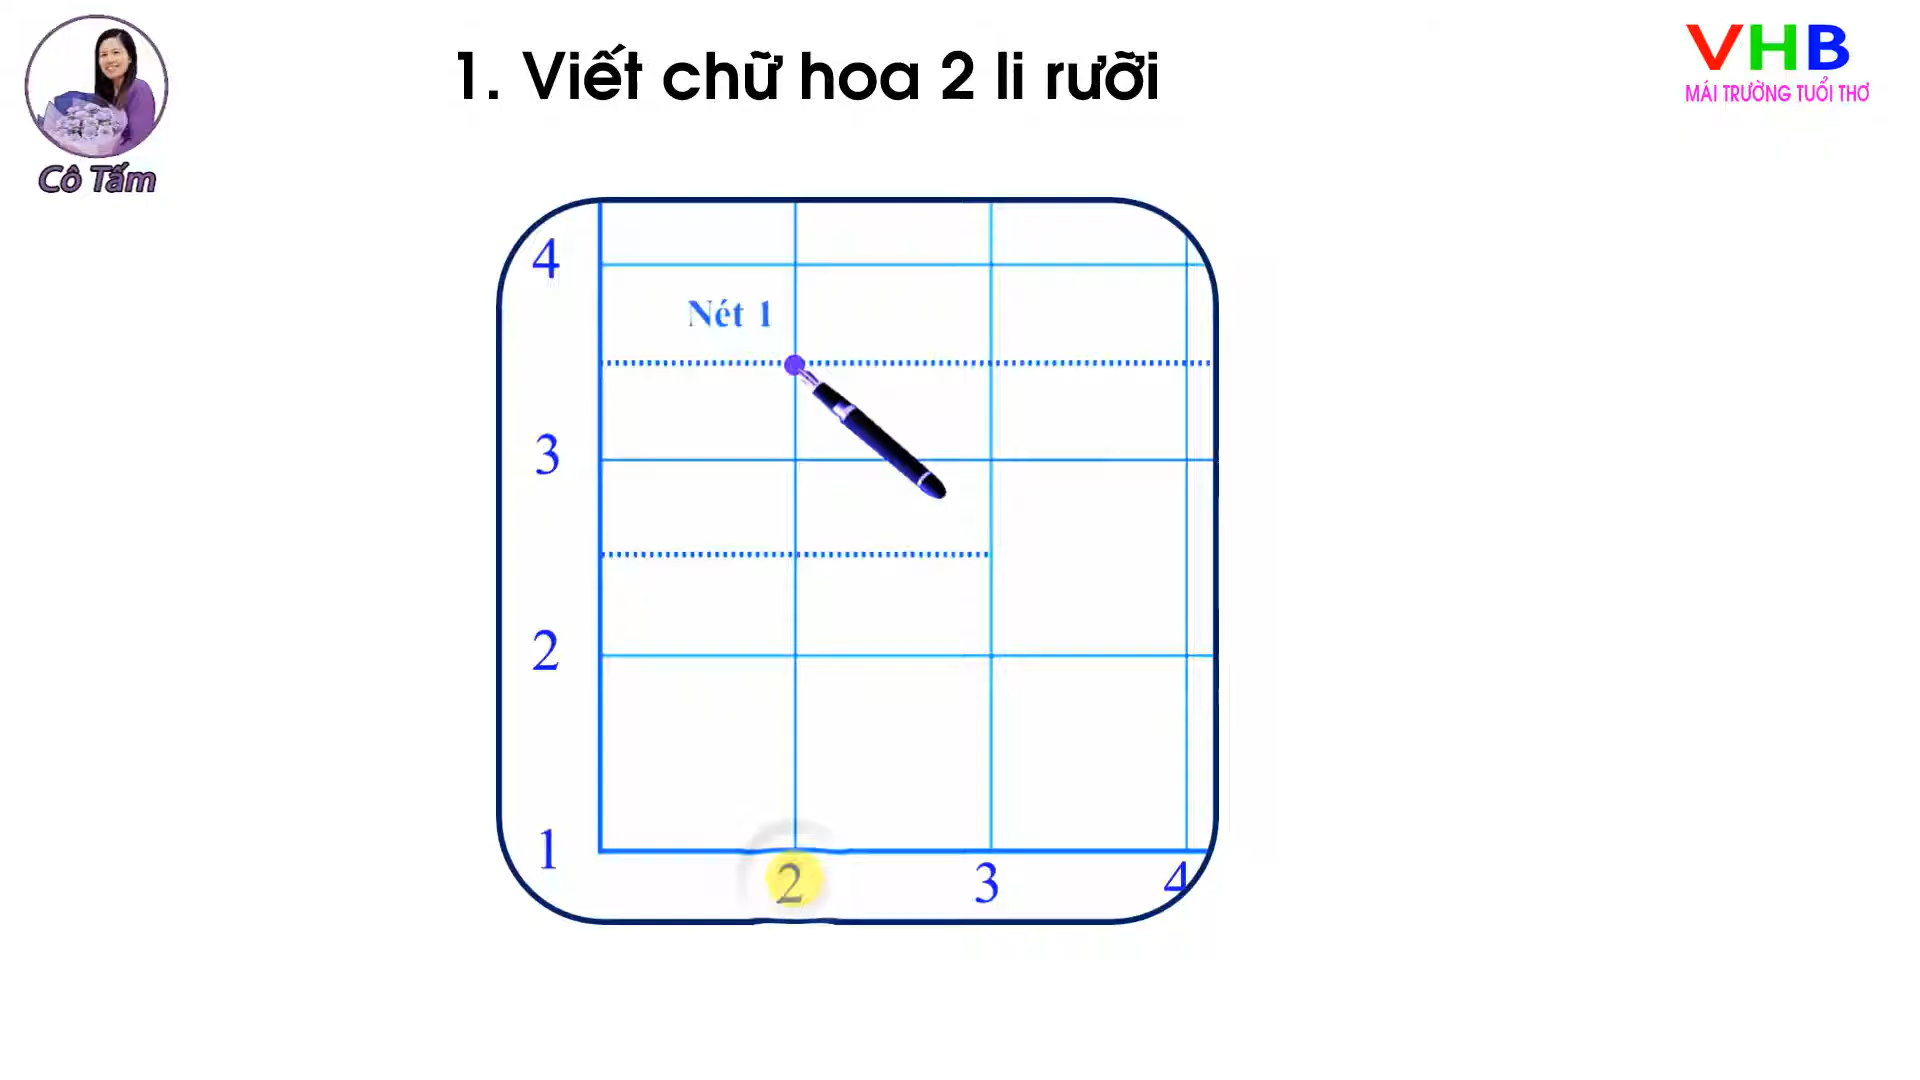 1. Viết chữ hoa 2 li rưỡi
VHB
MÁI TRƯỜNG TUỔI THƠ
Cô Tấm
4
Nét 1
3
2
1
2 3 4